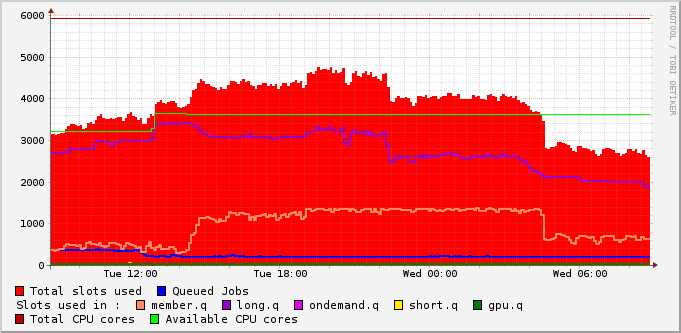 6000
5000
4000
3000
2000
1000
0
Tue 12:00 Tue 18:00 Wed 00:00 Wed 06:00
RRDTOOL / TOBI OETIKER
Total slots used Queued Jobs
Slots used in : member.q long.q ondemand.q short.q gpu.q
Total CPU cores Available CPU cores